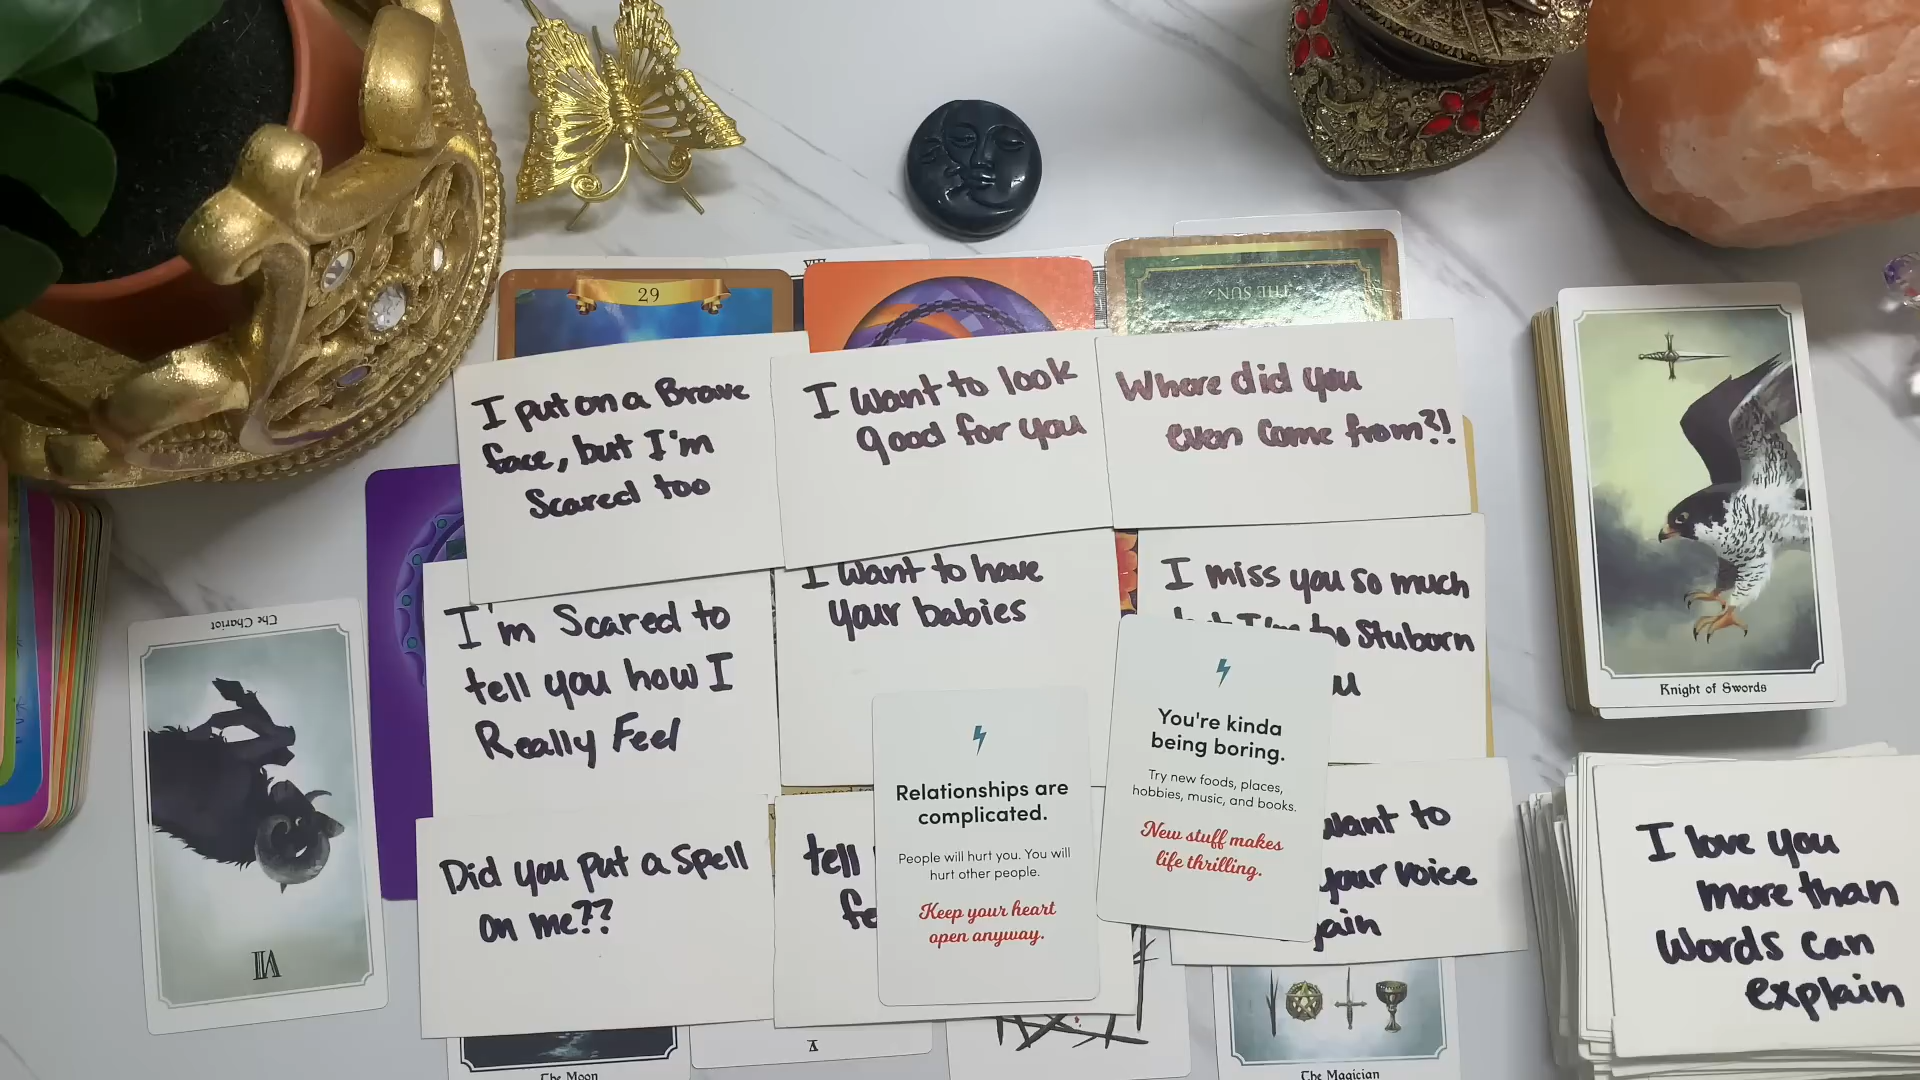 29
THE SUN
I put on a Brave
face, but I'm
Scared too
I want to look
good for you
Where did you
even come from?!
Knight of Swords
The Chariot
VII
I'm Scared to
tell you how I
Really Feel
I want to have
your babies
I miss you so much
Stuborn
You're kinda
being boring.
Try new foods, places,
hobbies, music, and books.
New stuff makes
life thrilling.
Relationships are
complicated.
People will hurt you. You will
hurt other people.
Keep your heart
open anyway.
Did you put a spell
on me??
tell
want to
your voice
I love you
more than
Words can
explain
The Moon
V
The Magician